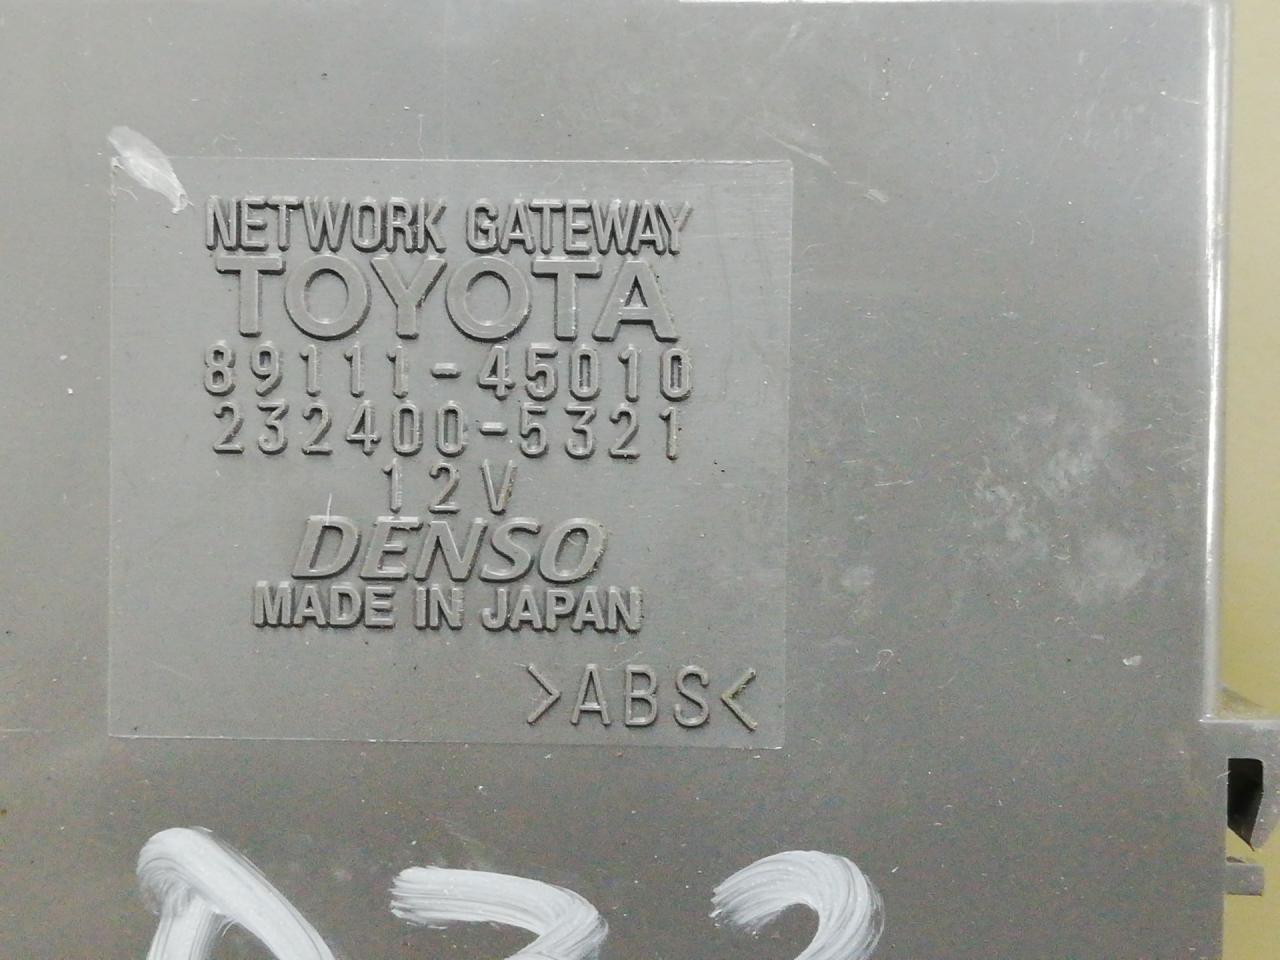 NETWORK GATEWAY
TOYOTA
89111-45010
232400-5321
12V
DENSO
MADE IN JAPAN
>ABS<